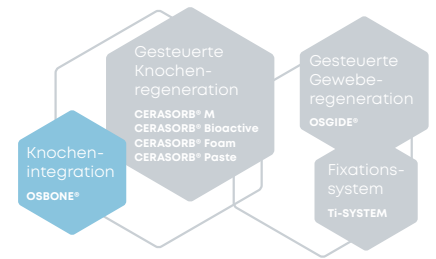 Gesteuerte
Knochen-
regeneration
CERASORB® M
CERASORB® Bioactive
CERASORB® Foam
CERASORB® Paste
Gesteuerte
Gewebe-
regeneration
OSGIDE®
Knochen-
integration
OSBONE®
Fixations-
system
Ti-SYSTEM